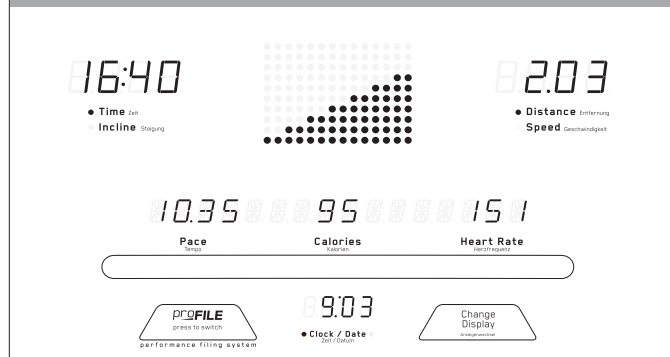 16:40
2.03
Time Zeit
Incline Steigung
Distance Entfernung
Speed Geschwindigkeit
10.35
95
151
Pace
Tempo
Calories
Kalorien
Heart Rate
Herzfrequenz
proFILE
press to switch
performance filing system
9:03
Clock / Date
Zeit / Datum
Change
Display
Anzeigenwechsel